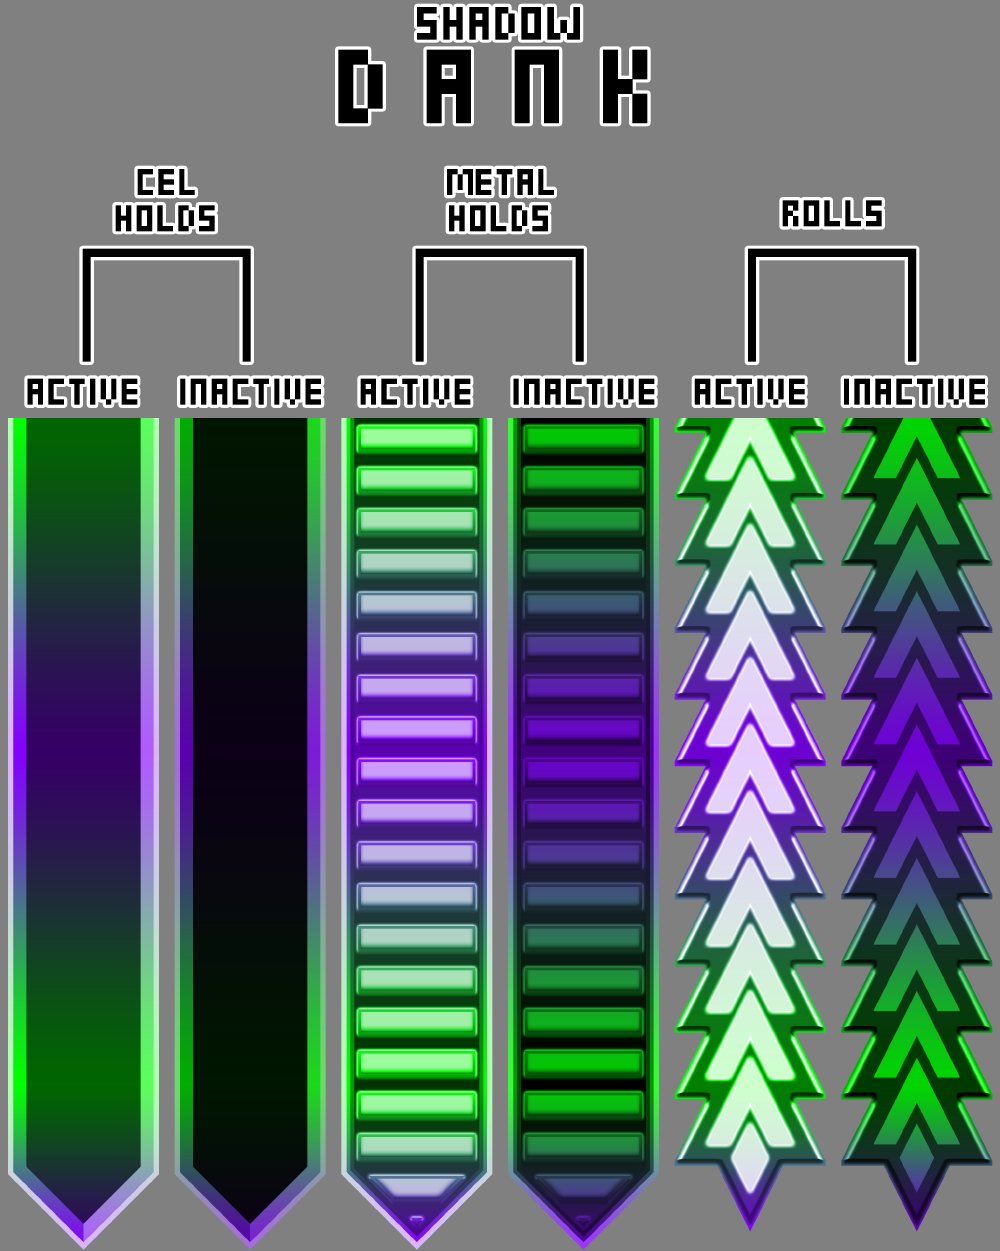 SHADOW
DANK
CEL
HOLDS
METAL
HOLDS
ROLLS
ACTIVE INACTIVE ACTIVE INACTIVE ACTIVE INACTIVE